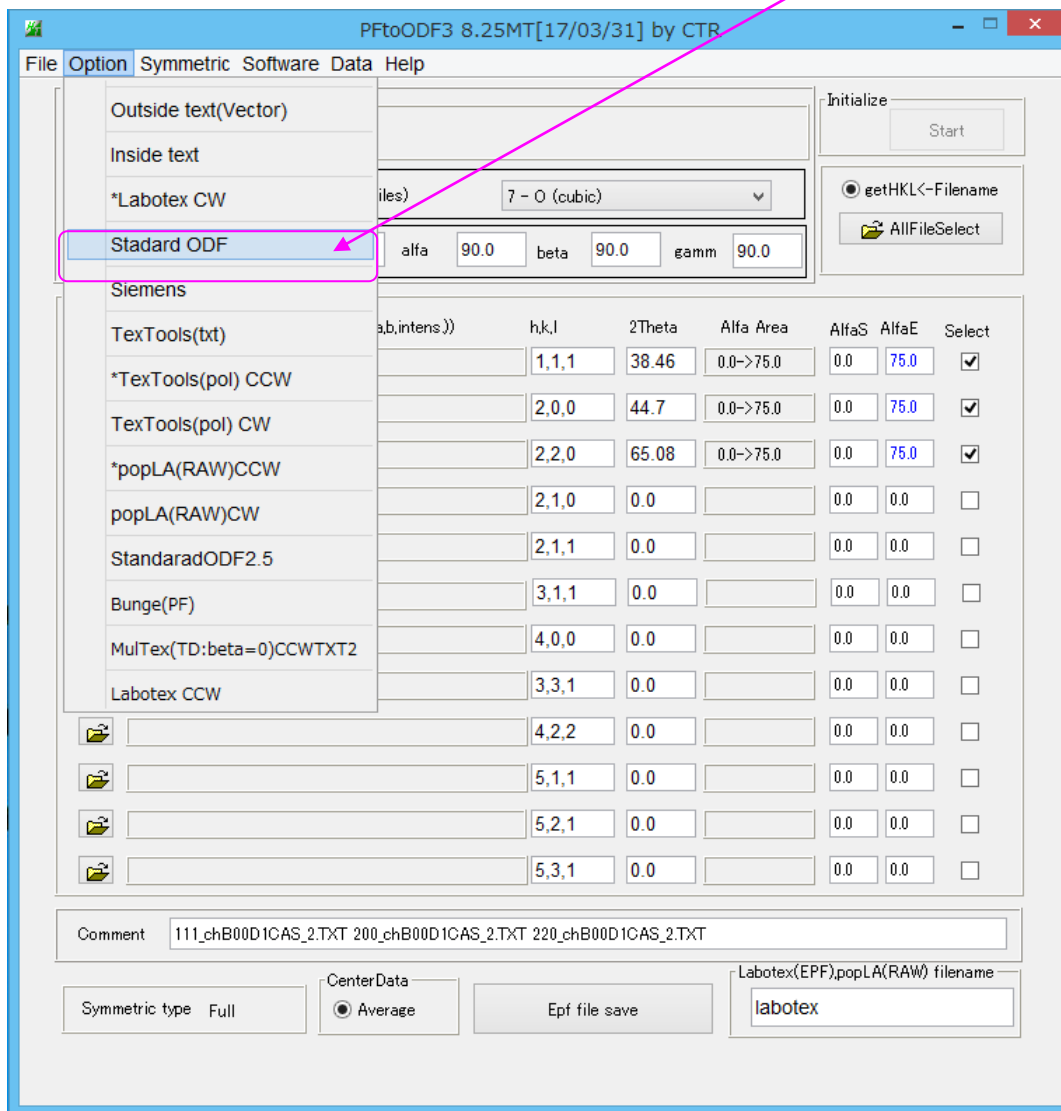 PFtoODF3 8.25MT[17/03/31] by CTR
File Option Symmetric Software Data Help
Outside text(Vector)
Inside text
*Labotex CW
Stadard ODF
Siemens
TexTools(txt)
*TexTools(pol) CCW
TexTools(pol) CW
*popLA(RAW)CCW
popLA(RAW)CW
StandaradODF2.5
Bunge(PF)
MulTex(TD:beta=0)CCWTXT2
Labotex CCW
Initialize
Start
iles) 7 - O (cubic)
getHKL<-Filename
AllFileSelect
alfa 90.0 beta 90.0 gamm 90.0
a,b,intens.)) h,k,l 2Theta Alfa Area AlfaS AlfaE Select
1,1,1 38.46 0.0->75.0 0.0 75.0
2,0,0 44.7 0.0->75.0 0.0 75.0
2,2,0 65.08 0.0->75.0 0.0 75.0
2,1,0 0.0 0.0 0.0
2,1,1 0.0 0.0 0.0
3,1,1 0.0 0.0 0.0
4,0,0 0.0 0.0 0.0
3,3,1 0.0 0.0 0.0
4,2,2 0.0 0.0 0.0
5,1,1 0.0 0.0 0.0
5,2,1 0.0 0.0 0.0
5,3,1 0.0 0.0 0.0
Comment 111_chB00D1CAS_2.TXT 200_chB00D1CAS_2.TXT 220_chB00D1CAS_2.TXT
Symmetric type Full
CenterData
Average
Epf file save
Labotex(EPF),popLA(RAW) filename
labotex